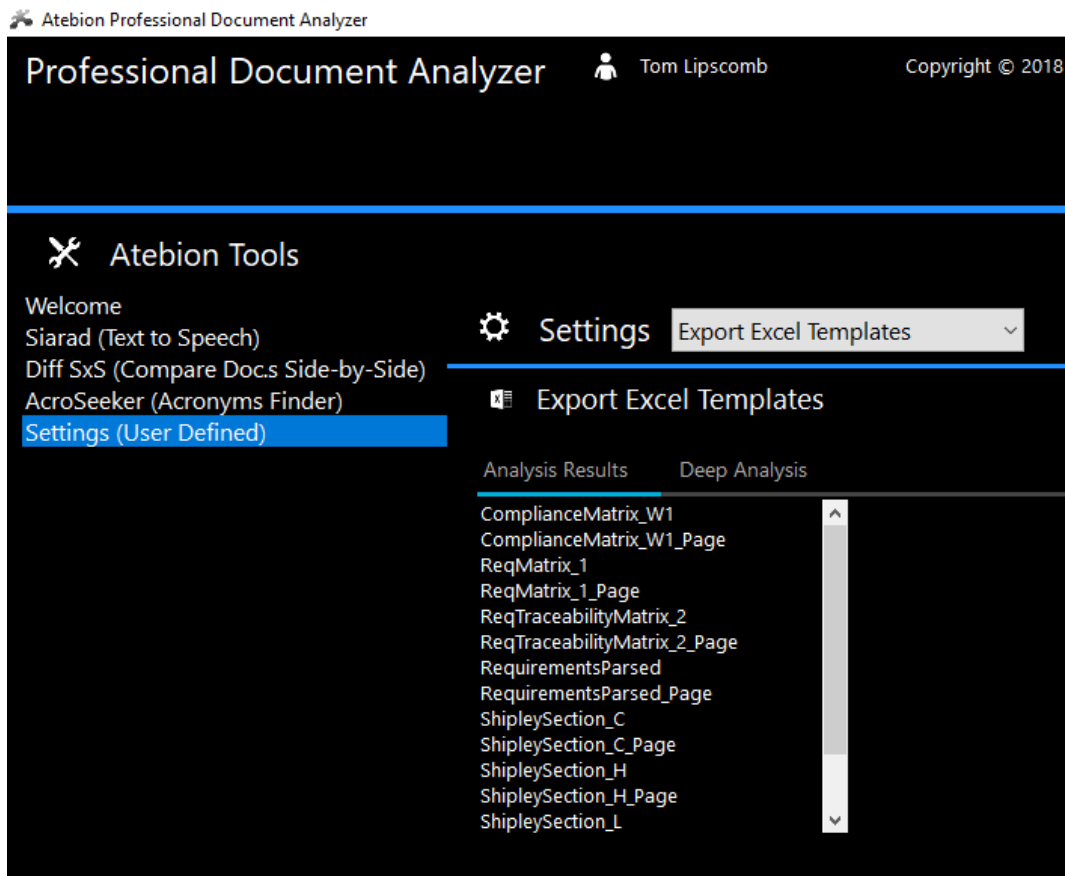 Atebion Professional Document Analyzer
Professional Document Analyzer
Tom Lipscomb
Copyright © 2018
Atebion Tools
Welcome
Siarad (Text to Speech)
Diff SxS (Compare Doc.s Side-by-Side)
AcroSeeker (Acronyms Finder)
Settings (User Defined)
Settings
Export Excel Templates
Export Excel Templates
Analysis Results
Deep Analysis
ComplianceMatrix_W1
ComplianceMatrix_W1_Page
ReqMatrix_1
ReqMatrix_1_Page
ReqTraceabilityMatrix_2
ReqTraceabilityMatrix_2_Page
RequirementsParsed
RequirementsParsed_Page
ShipleySection_C
ShipleySection_C_Page
ShipleySection_H
ShipleySection_H_Page
ShipleySection_L